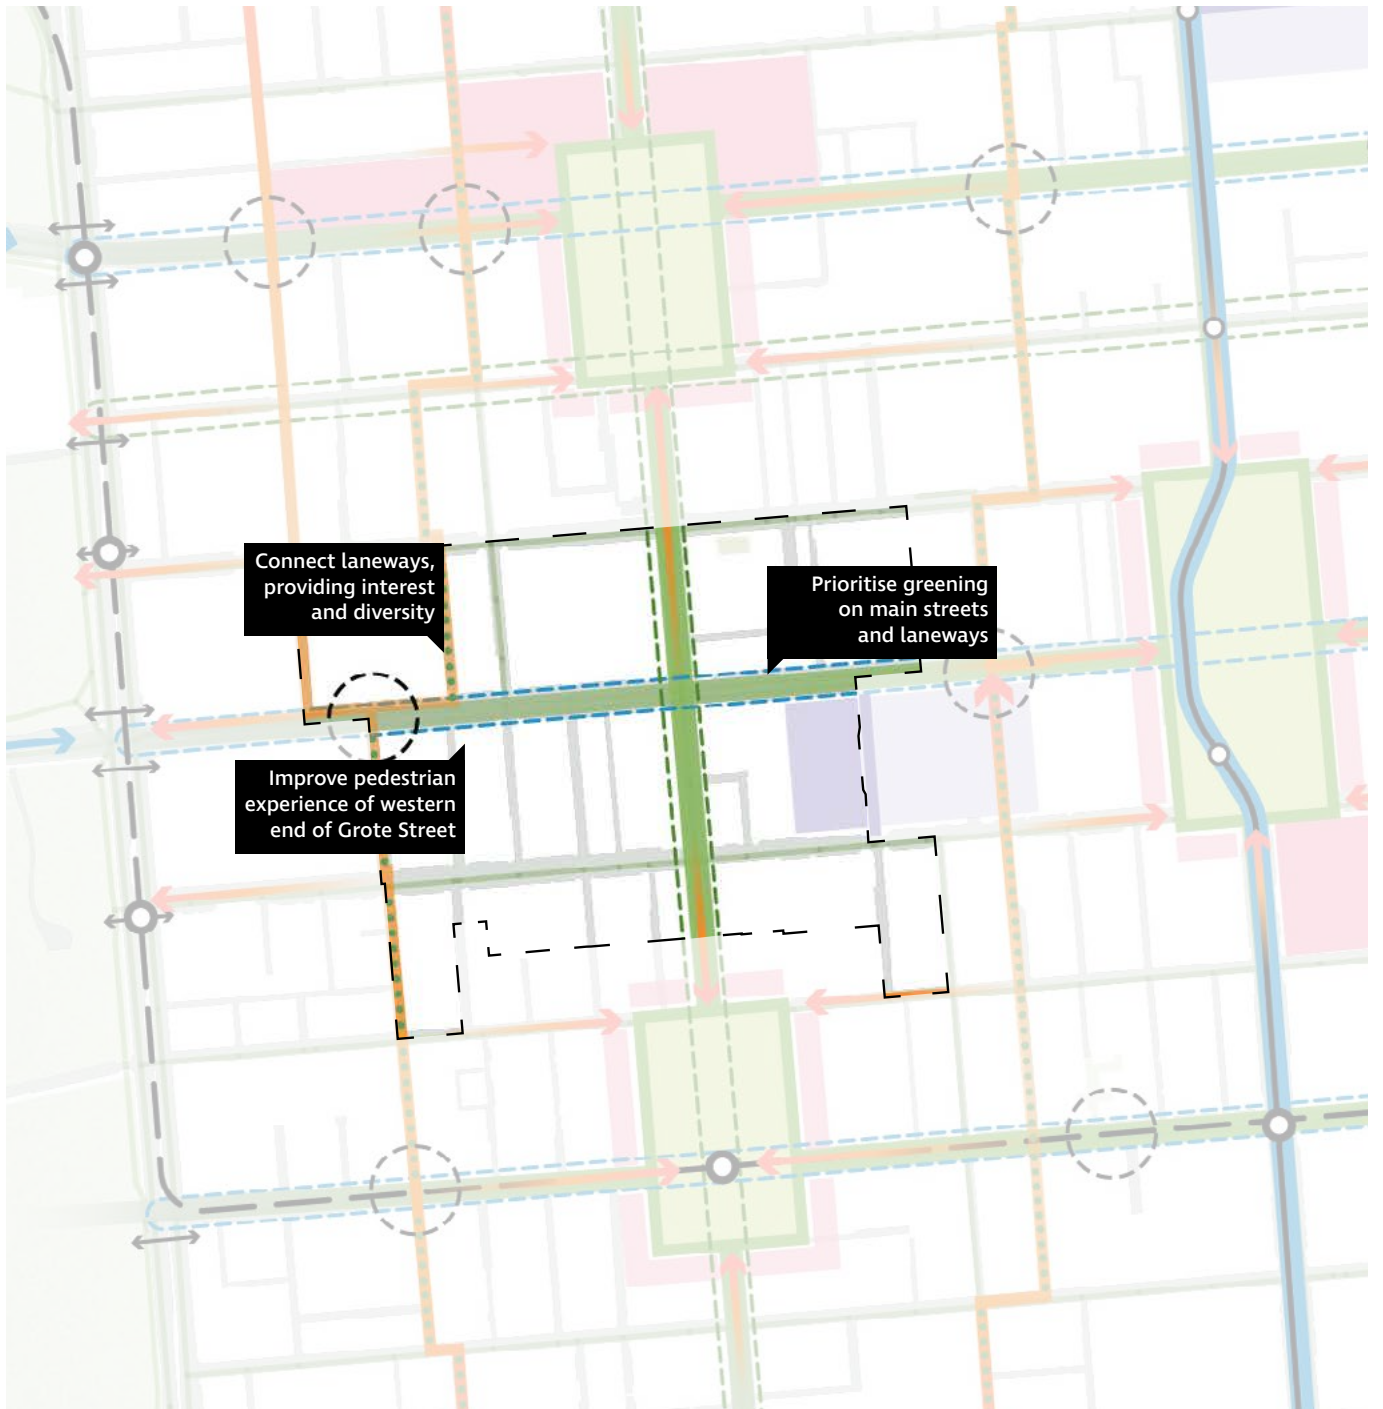 Connect laneways,
providing interest
and diversity
Prioritise greening
on main streets
and laneways
Improve pedestrian
experience of western
end of Grote Street